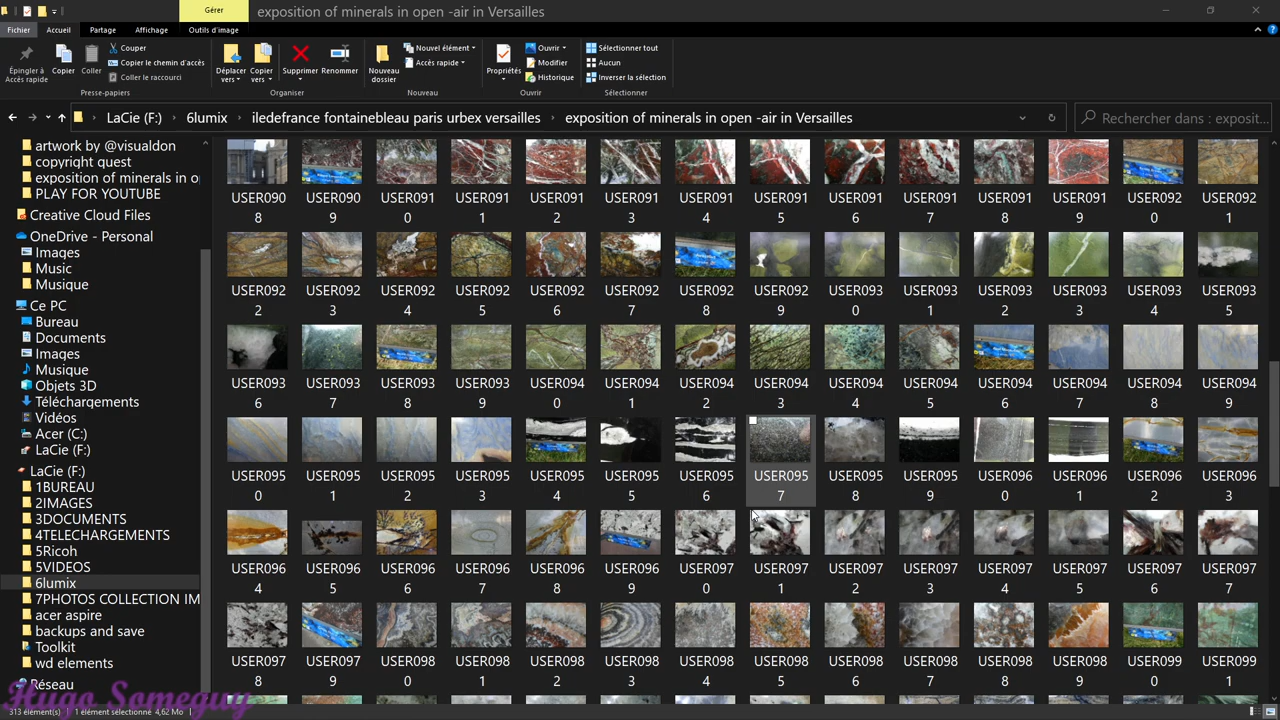 Gérer
exposition of minerals in open -air in Versailles
Fichier
Accueil
Partage
Affichage
Outils d'image
Épingler à Accès rapide
Copier
Coller
Couper
Copier le chemin d'accès
Coller le raccourci
Déplacer vers
Copier vers
Supprimer
Renommer
Nouveau dossier
Nouvel élément
Accès rapide
Propriétés
Ouvrir
Modifier
Historique
Sélectionner tout
Aucun
Inverser la sélection
Presse-papiers
Organiser
Nouveau
Ouvrir
Sélectionner
LaCie (F:)
6lumix
iledefrance fontainebleau paris urbex versailles
exposition of minerals in open -air in Versailles
Rechercher dans : exposit...
artwork by @visualdon
copyright quest
exposition of minerals in o
PLAY FOR YOUTUBE
Creative Cloud Files
OneDrive - Personal
Images
Music
Musique
Ce PC
Bureau
Documents
Images
Musique
Objets 3D
Téléchargements
Vidéos
Acer (C:)
LaCie (F:)
LaCie (F:)
1BUREAU
2IMAGES
3DOCUMENTS
4TELECHARGEMENTS
5Ricoh
5VIDEOS
6lumix
7PHOTOS COLLECTION IM
acer aspire
backups and save
Toolkit
wd elements
Réseau
USER0908 USER0909 USER0910 USER0911 USER0912 USER0913 USER0914 USER0915 USER0916 USER0917 USER0918 USER0919 USER0920 USER0921
USER0922 USER0923 USER0924 USER0925 USER0926 USER0927 USER0928 USER0929 USER0930 USER0931 USER0932 USER0933 USER0934 USER0935
USER0936 USER0937 USER0938 USER0939 USER0940 USER0941 USER0942 USER0943 USER0944 USER0945 USER0946 USER0947 USER0948 USER0949
USER0950 USER0951 USER0952 USER0953 USER0954 USER0955 USER0956 USER0957 USER0958 USER0959 USER0960 USER0961 USER0962 USER0963
USER0964 USER0965 USER0966 USER0967 USER0968 USER0969 USER0970 USER0971 USER0972 USER0973 USER0974 USER0975 USER0976 USER0977
USER0978 USER0979 USER0980 USER0981 USER0982 USER0983 USER0984 USER0985 USER0986 USER0987 USER0988 USER0989 USER0990 USER0991
Hugo Someguy
313 élément(s)
1 élément sélectionné 4,62 Mo